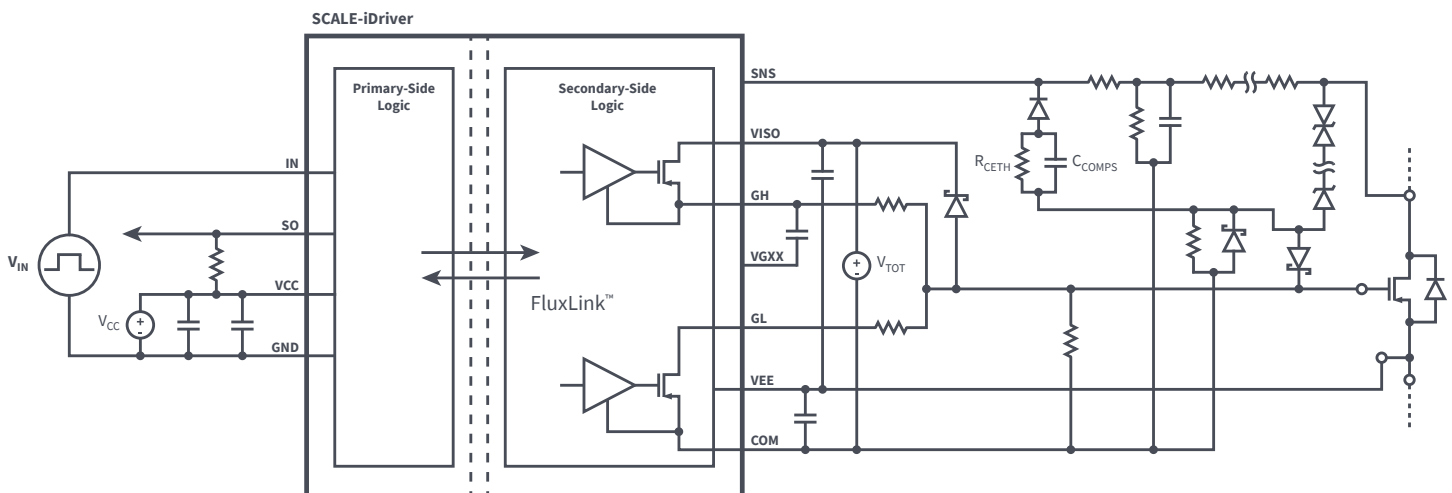 SCALE-iDriver
Primary-Side
Logic
Secondary-Side
Logic
SNS
VISO
IN
RCETH
CCOMPS
GH
SO
VIN
VGXX
VTOT
VCC
FluxLink™
VCC
+
-
+
-
GL
GND
VEE
COM